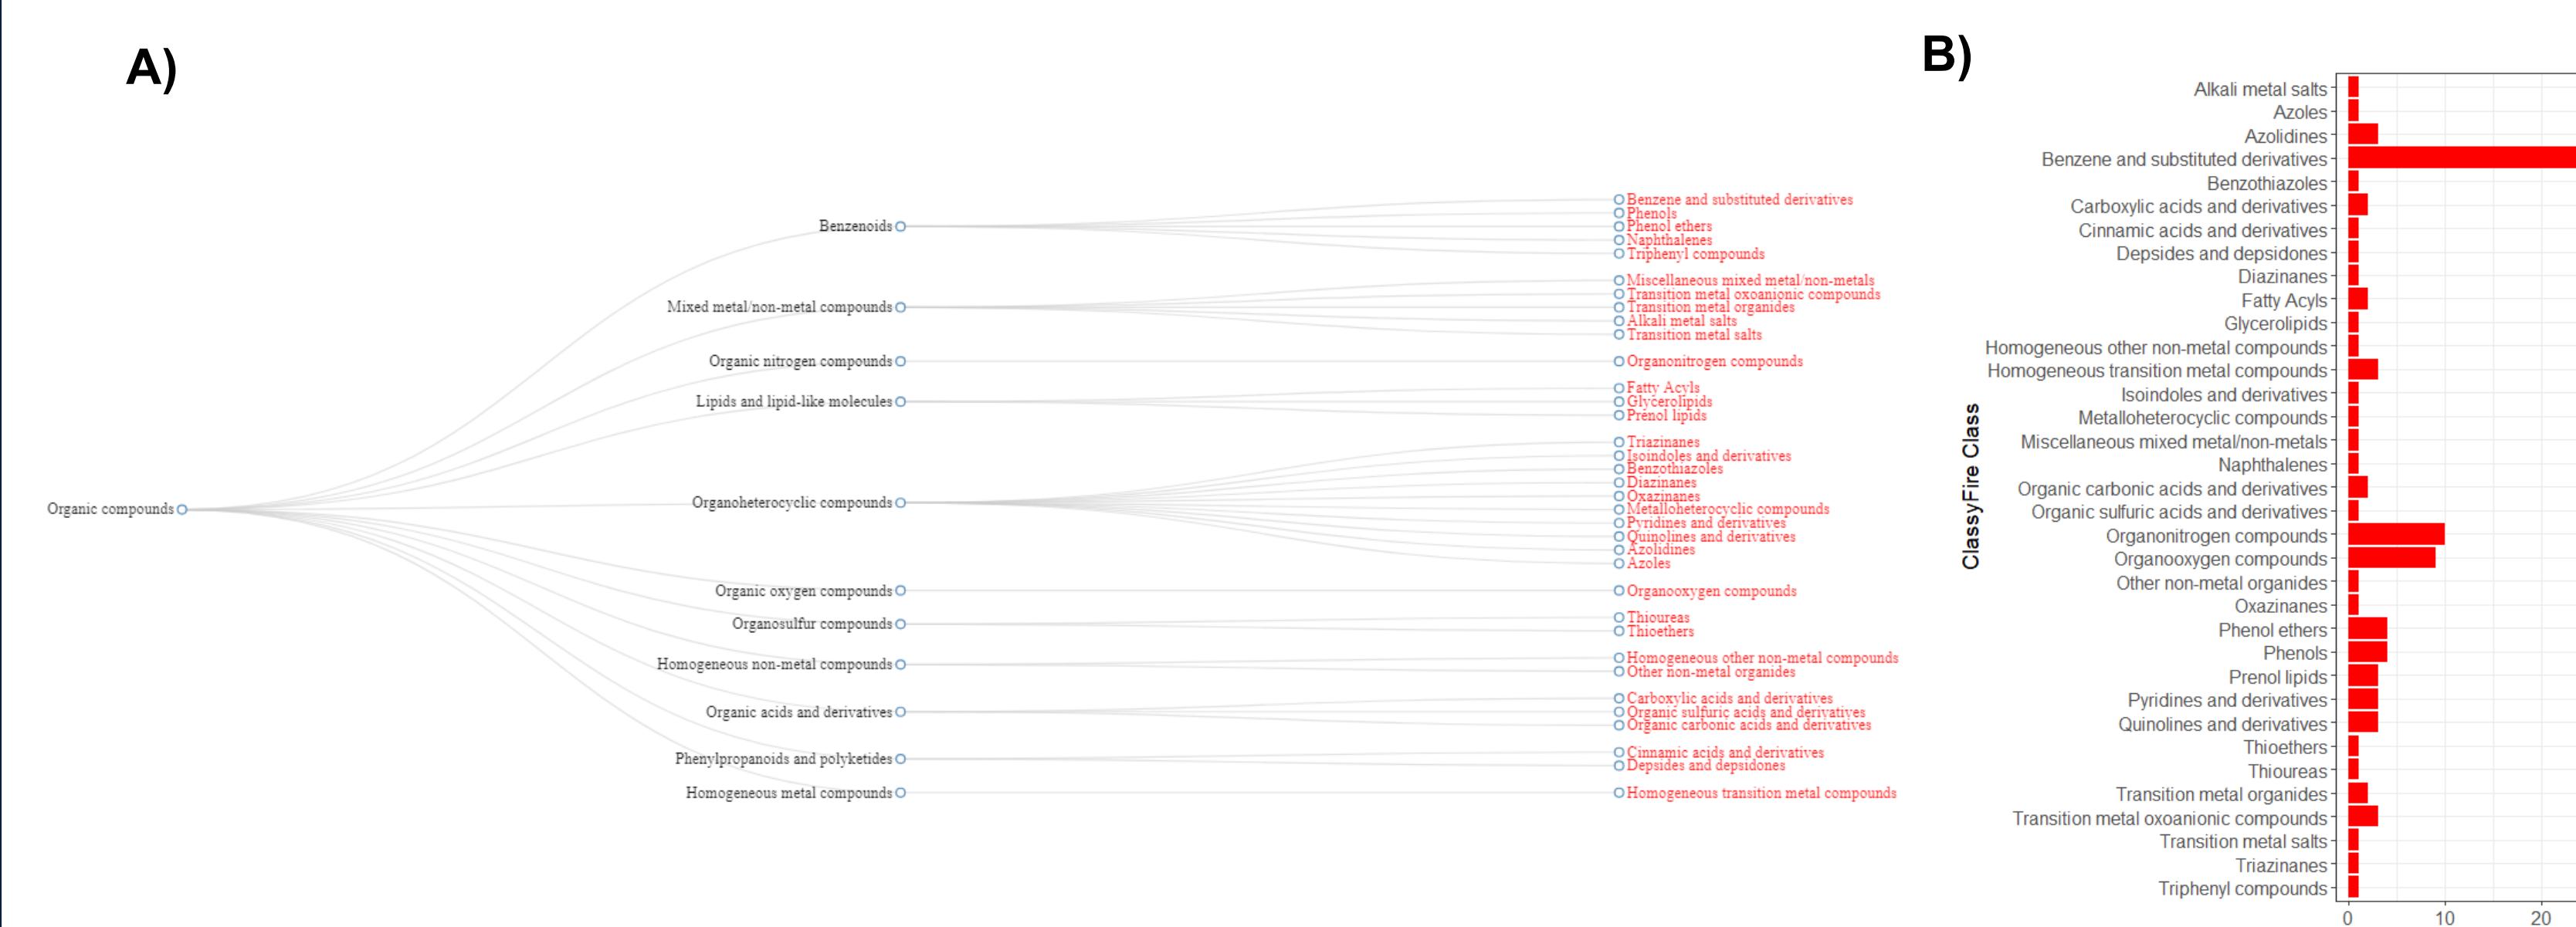 A)
Organic compounds
Benzenoids
Mixed metal/non-metal compounds
Organic nitrogen compounds
Lipids and lipid-like molecules
Organoheterocyclic compounds
Organic oxygen compounds
Organosulfur compounds
Homogeneous non-metal compounds
Organic acids and derivatives
Phenylpropanoids and polyketides
Homogeneous metal compounds
Benzene and substituted derivatives
Phenols
Phenol ethers
Naphthalenes
Triphenyl compounds
Miscellaneous mixed metal/non-metals
Transition metal oxoanionic compounds
Transition metal organides
Alkali metal salts
Transition metal salts
Organonitrogen compounds
Fatty Acyls
Glycerolipids
Prenol lipids
Triazinanes
Isoindoles and derivatives
Benzothiazoles
Diazinanes
Oxazinanes
Metalloheterocyclic compounds
Pyridines and derivatives
Quinolines and derivatives
Azolidines
Azoles
Organooxygen compounds
Thioureas
Thioethers
Homogeneous other non-metal compounds
Other non-metal organides
Carboxylic acids and derivatives
Organic sulfuric acids and derivatives
Organic carbonic acids and derivatives
Cinnamic acids and derivatives
Depsides and depsidones
Homogeneous transition metal compounds
B)
ClassyFire Class
Alkali metal salts
Azoles
Azolidines
Benzene and substituted derivatives
Benzothiazoles
Carboxylic acids and derivatives
Cinnamic acids and derivatives
Depsides and depsidones
Diazinanes
Fatty Acyls
Glycerolipids
Homogeneous other non-metal compounds
Homogeneous transition metal compounds
Isoindoles and derivatives
Metalloheterocyclic compounds
Miscellaneous mixed metal/non-metals
Naphthalenes
Organic carbonic acids and derivatives
Organic sulfuric acids and derivatives
Organonitrogen compounds
Organooxygen compounds
Other non-metal organides
Oxazinanes
Phenol ethers
Phenols
Prenol lipids
Pyridines and derivatives
Quinolines and derivatives
Thioethers
Thioureas
Transition metal organides
Transition metal oxoanionic compounds
Transition metal salts
Triazinanes
Triphenyl compounds
0 10 20